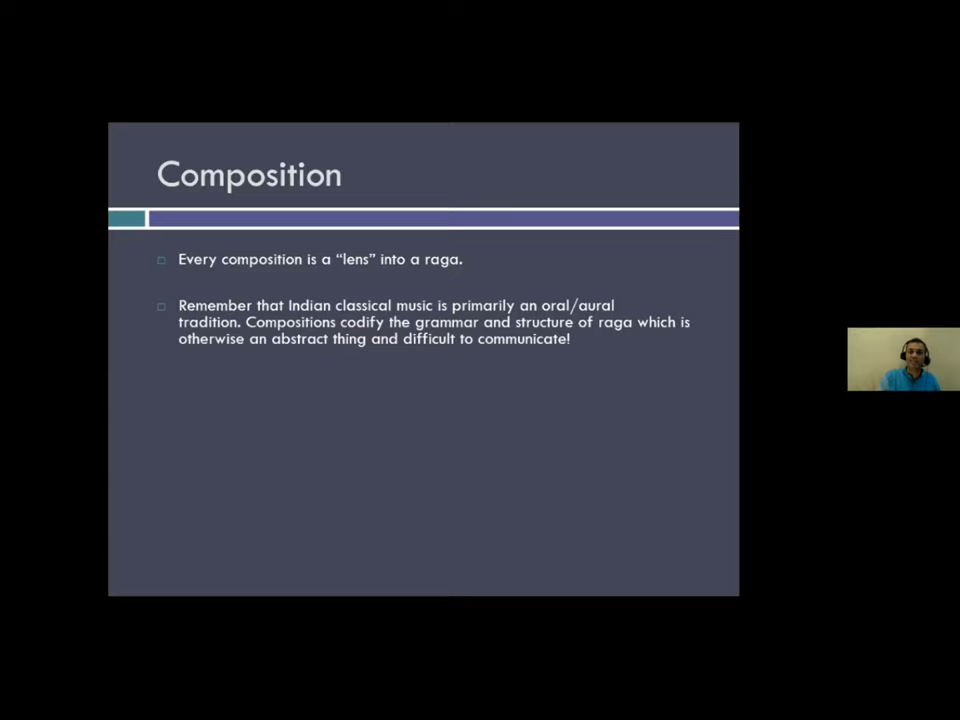 Composition
Every composition is a “lens” into a raga.
Remember that Indian classical music is primarily an oral/aural
tradition. Compositions codify the grammar and structure of raga which is
otherwise an abstract thing and difficult to communicate!